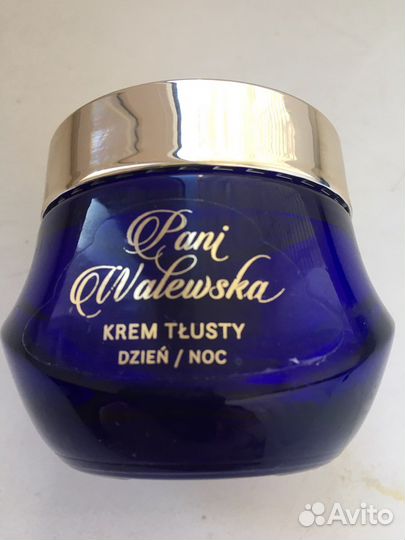 Pani
Walewska
KREM TŁUSTY
DZIEŃ / NOC
Avito